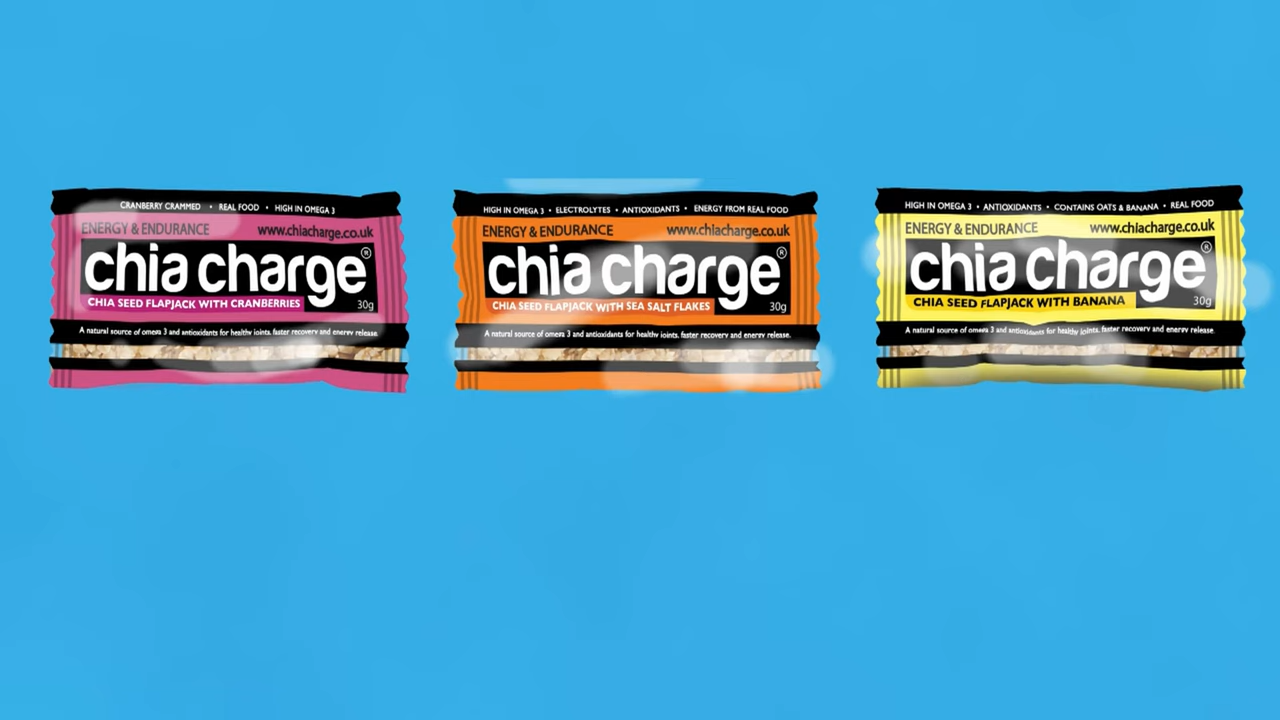 CRANBERRY CRAMMED • REAL FOOD • HIGH IN OMEGA 3
ENERGY & ENDURANCE www.chiacharge.co.uk
chia charge®
CHIA SEED FLAPJACK WITH CRANBERRIES 30g
A natural source of omega 3 and antioxidants for healthy joints, faster recovery and energy release.
HIGH IN OMEGA 3 • ELECTROLYTES • ANTIOXIDANTS • ENERGY FROM REAL FOOD
ENERGY & ENDURANCE www.chiacharge.co.uk
chia charge®
CHIA SEED FLAPJACK WITH SEA SALT FLAKES 30g
A natural source of omega 3 and antioxidants for healthy joints, faster recovery and energy release.
HIGH IN OMEGA 3 • ANTIOXIDANTS • CONTAINS OATS & BANANA • REAL FOOD
ENERGY & ENDURANCE www.chiacharge.co.uk
chia charge®
CHIA SEED FLAPJACK WITH BANANA 30g
A natural source of omega 3 and antioxidants for healthy joints, faster recovery and energy release.